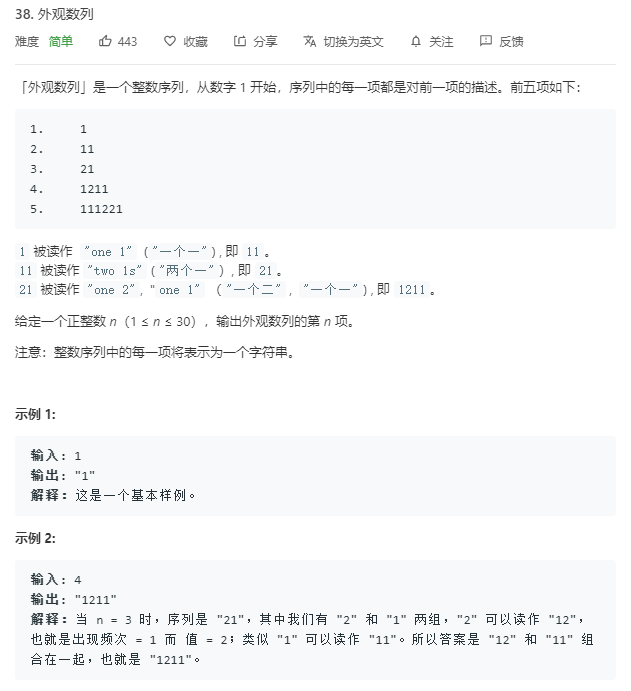 38. 外观数列
难度 简单 443 收藏 分享 切换为英文 关注 反馈
「外观数列」是一个整数序列，从数字 1 开始，序列中的每一项都是对前一项的描述。前五项如下：
1. 1
2. 11
3. 21
4. 1211
5. 111221
1 被读作 "one 1" ("一个一") , 即 11 。
11 被读作 "two 1s" ("两个一") , 即 21 。
21 被读作 "one 2", "one 1" ("一个二" , "一个一") , 即 1211 。
给定一个正整数 n（1 ≤ n ≤ 30），输出外观数列的第 n 项。
注意：整数序列中的每一项将表示为一个字符串。
示例 1:
输入: 1
输出: "1"
解释：这是一个基本样例。
示例 2:
输入: 4
输出: "1211"
解释：当 n = 3 时，序列是 "21"，其中我们有 "2" 和 "1" 两组，"2" 可以读作 "12"，
也就是出现频次 = 1 而 值 = 2；类似 "1" 可以读作 "11"。所以答案是 "12" 和 "11" 组
合在一起，也就是 "1211"。